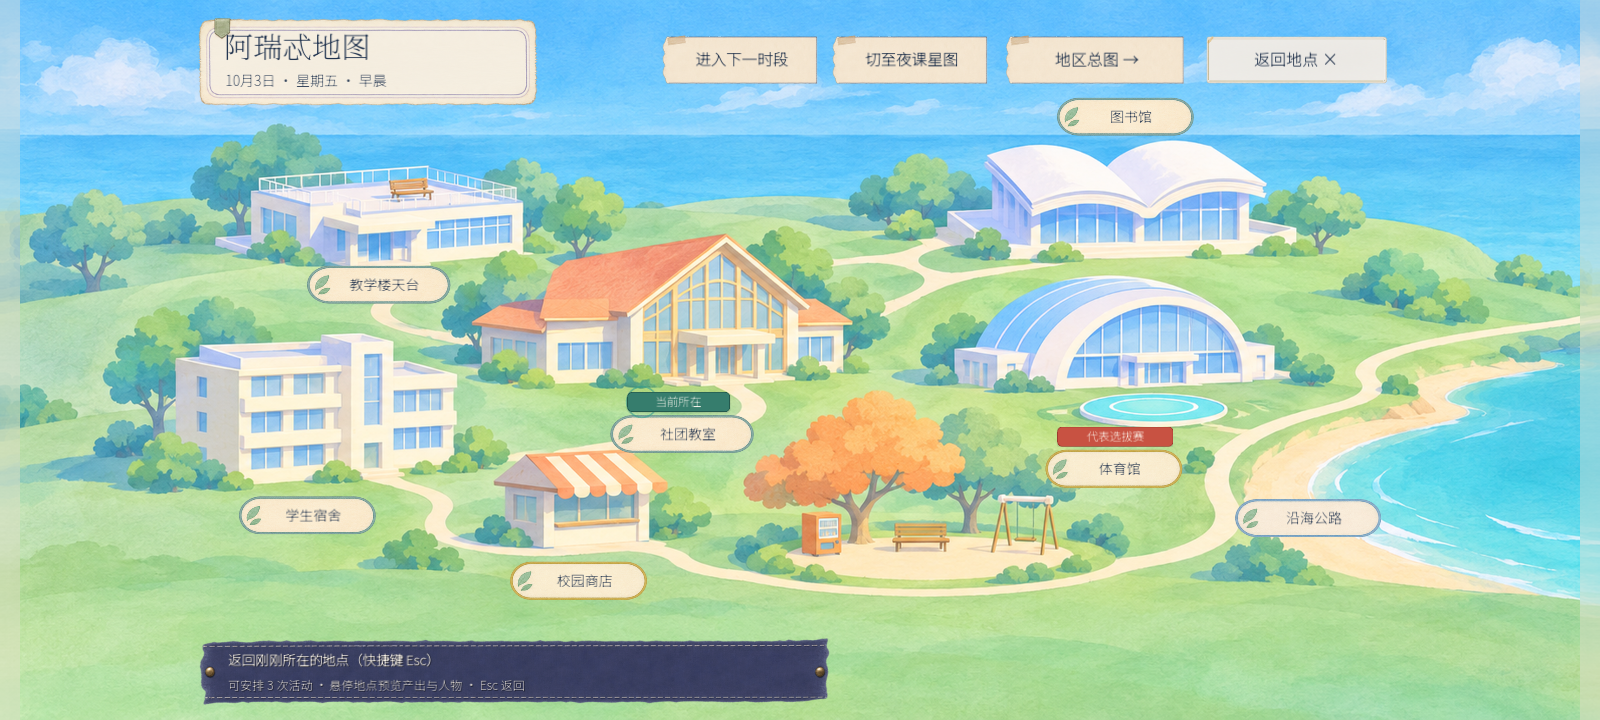 阿瑞忒地图
10月3日 · 星期五 · 早晨
进入下一时段
切至夜课星图
地区总图 →
返回地点 ×
图书馆
教学楼天台
当前所在
社团教室
代表选拔赛
体育馆
学生宿舍
沿海公路
校园商店
返回刚刚所在的地点（快捷键 Esc）
可安排 3 次活动 · 悬停地点预览产出与人物 · Esc 返回